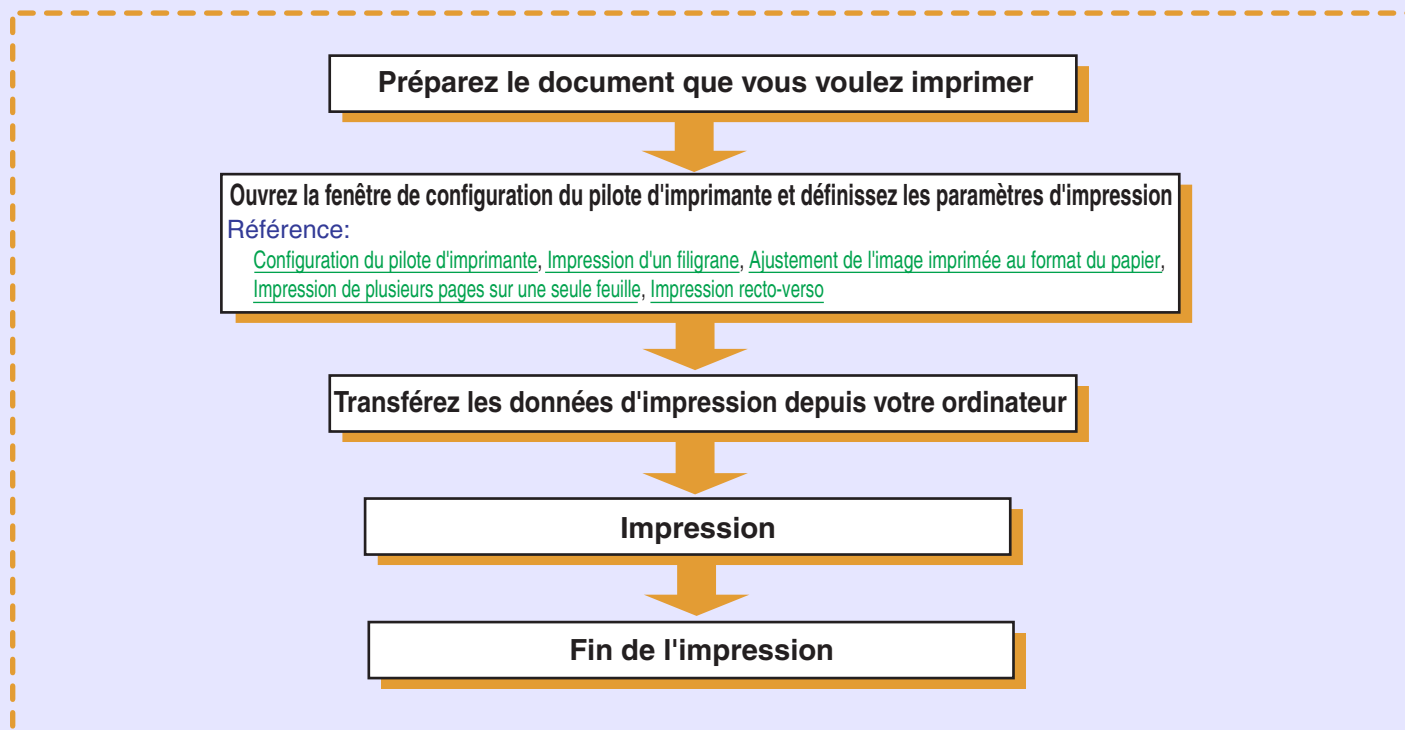 Préparez le document que vous voulez imprimer
Ouvrez la fenêtre de configuration du pilote d'imprimante et définissez les paramètres d'impression
Référence:
Configuration du pilote d'imprimante, Impression d'un filigrane, Ajustement de l'image imprimée au format du papier,
Impression de plusieurs pages sur une seule feuille, Impression recto-verso
Transférez les données d'impression depuis votre ordinateur
Impression
Fin de l'impression